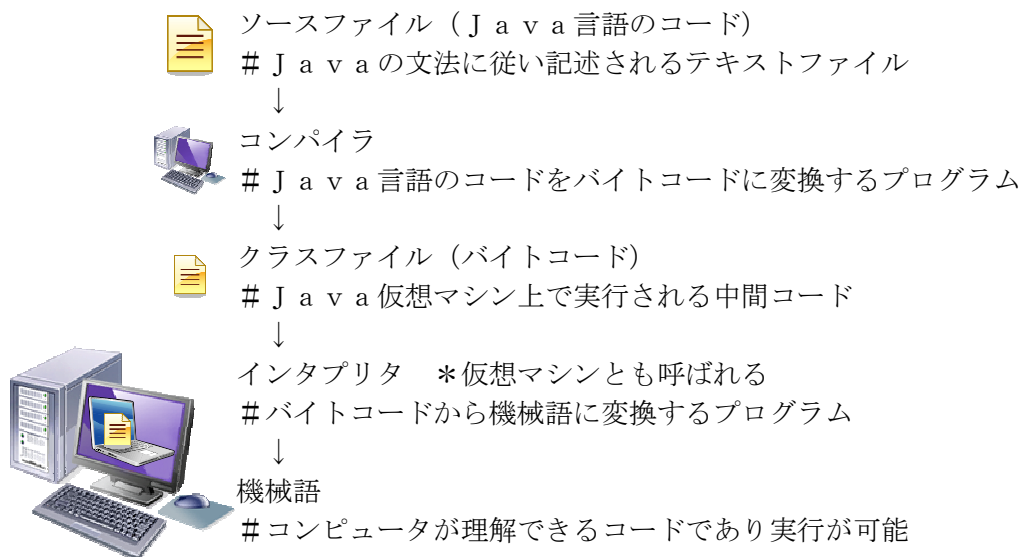 ソースファイル（Ｊａｖａ言語のコード）
＃Ｊａｖａの文法に従い記述されるテキストファイル
↓
コンパイラ
＃Ｊａｖａ言語のコードをバイトコードに変換するプログラム
↓
クラスファイル（バイトコード）
＃Ｊａｖａ仮想マシン上で実行される中間コード
↓
インタプリタ　＊仮想マシンとも呼ばれる
＃バイトコードから機械語に変換するプログラム
↓
機械語
＃コンピュータが理解できるコードであり実行が可能